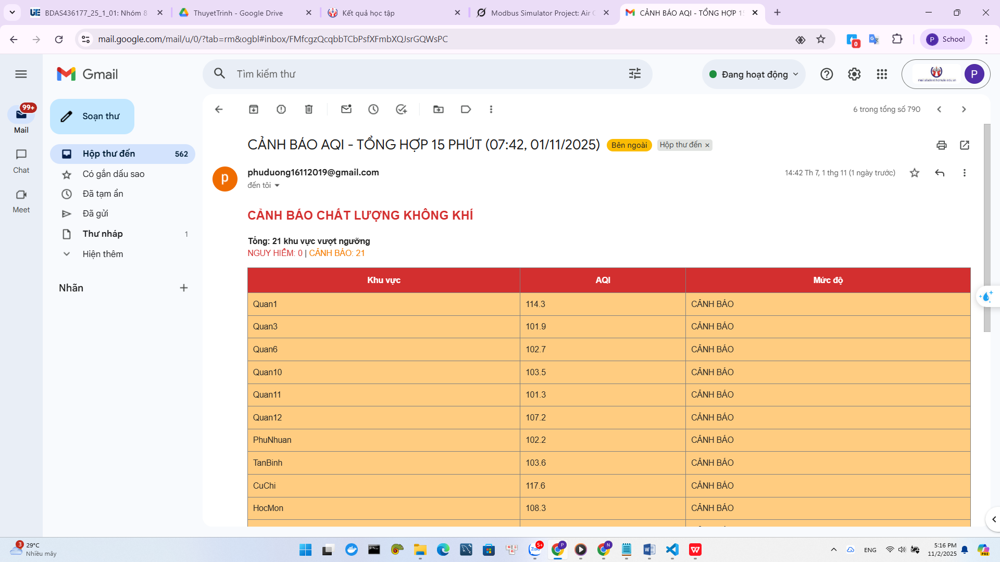 BDAS436177_25_1_01: Nhóm 8
ThuyetTrinh - Google Drive
Kết quả học tập
Modbus Simulator Project: Air
CẢNH BÁO AQI - TỔNG HỢP 15
mail.google.com/mail/u/0/?tab=rm&ogbl#inbox/FMfcgzQcqbbTCbPsfXFmbXQJsrGQWsPC
0
P
School
Gmail
Tìm kiếm thư
Đang hoạt động
mail.student.hcmute.edu.vn
P
99+
Mail
Chat
Meet
Soạn thư
Hộp thư đến 562
Có gắn dấu sao
Đã tạm ẩn
Đã gửi
Thư nháp 1
Hiện thêm
Nhãn
6 trong tổng số 790
CẢNH BÁO AQI - TỔNG HỢP 15 PHÚT (07:42, 01/11/2025) Bên ngoài Hộp thư đến ×
p
phuduong16112019@gmail.com
14:42 Th 7, 1 thg 11 (1 ngày trước)
đến tôi
CẢNH BÁO CHẤT LƯỢNG KHÔNG KHÍ
Tổng: 21 khu vực vượt ngưỡng
NGUY HIỂM: 0 | CẢNH BÁO: 21
Khu vực AQI Mức độ
Quan1 114.3 CẢNH BÁO
Quan3 101.9 CẢNH BÁO
Quan6 102.7 CẢNH BÁO
Quan10 103.5 CẢNH BÁO
Quan11 101.3 CẢNH BÁO
Quan12 107.2 CẢNH BÁO
PhuNhuan 102.2 CẢNH BÁO
TanBinh 103.6 CẢNH BÁO
CuChi 117.6 CẢNH BÁO
HocMon 108.3 CẢNH BÁO
3
29°C
Nhiều mây
Zalo
5+
P
N
W
ENG
5:16 PM
11/2/2025
PRE